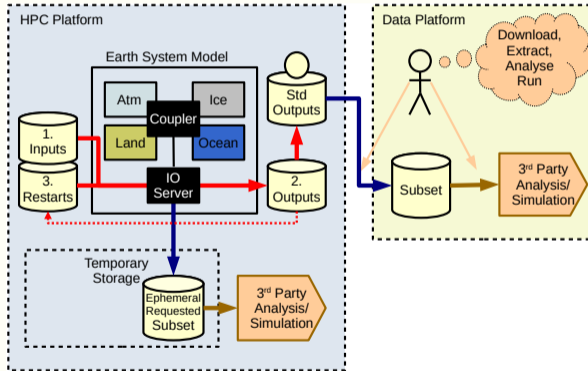 HPC Platform
Earth System Model
Atm
Ice
Coupler
Land
Ocean
IO
Server
1.
Inputs
3.
Restarts
Std
Outputs
2.
Outputs
Temporary
Storage
Ephemeral
Requested
Subset
3rd Party
Analysis/
Simulation
Data Platform
Download,
Extract,
Analyse
Run
Subset
3rd Party
Analysis/
Simulation